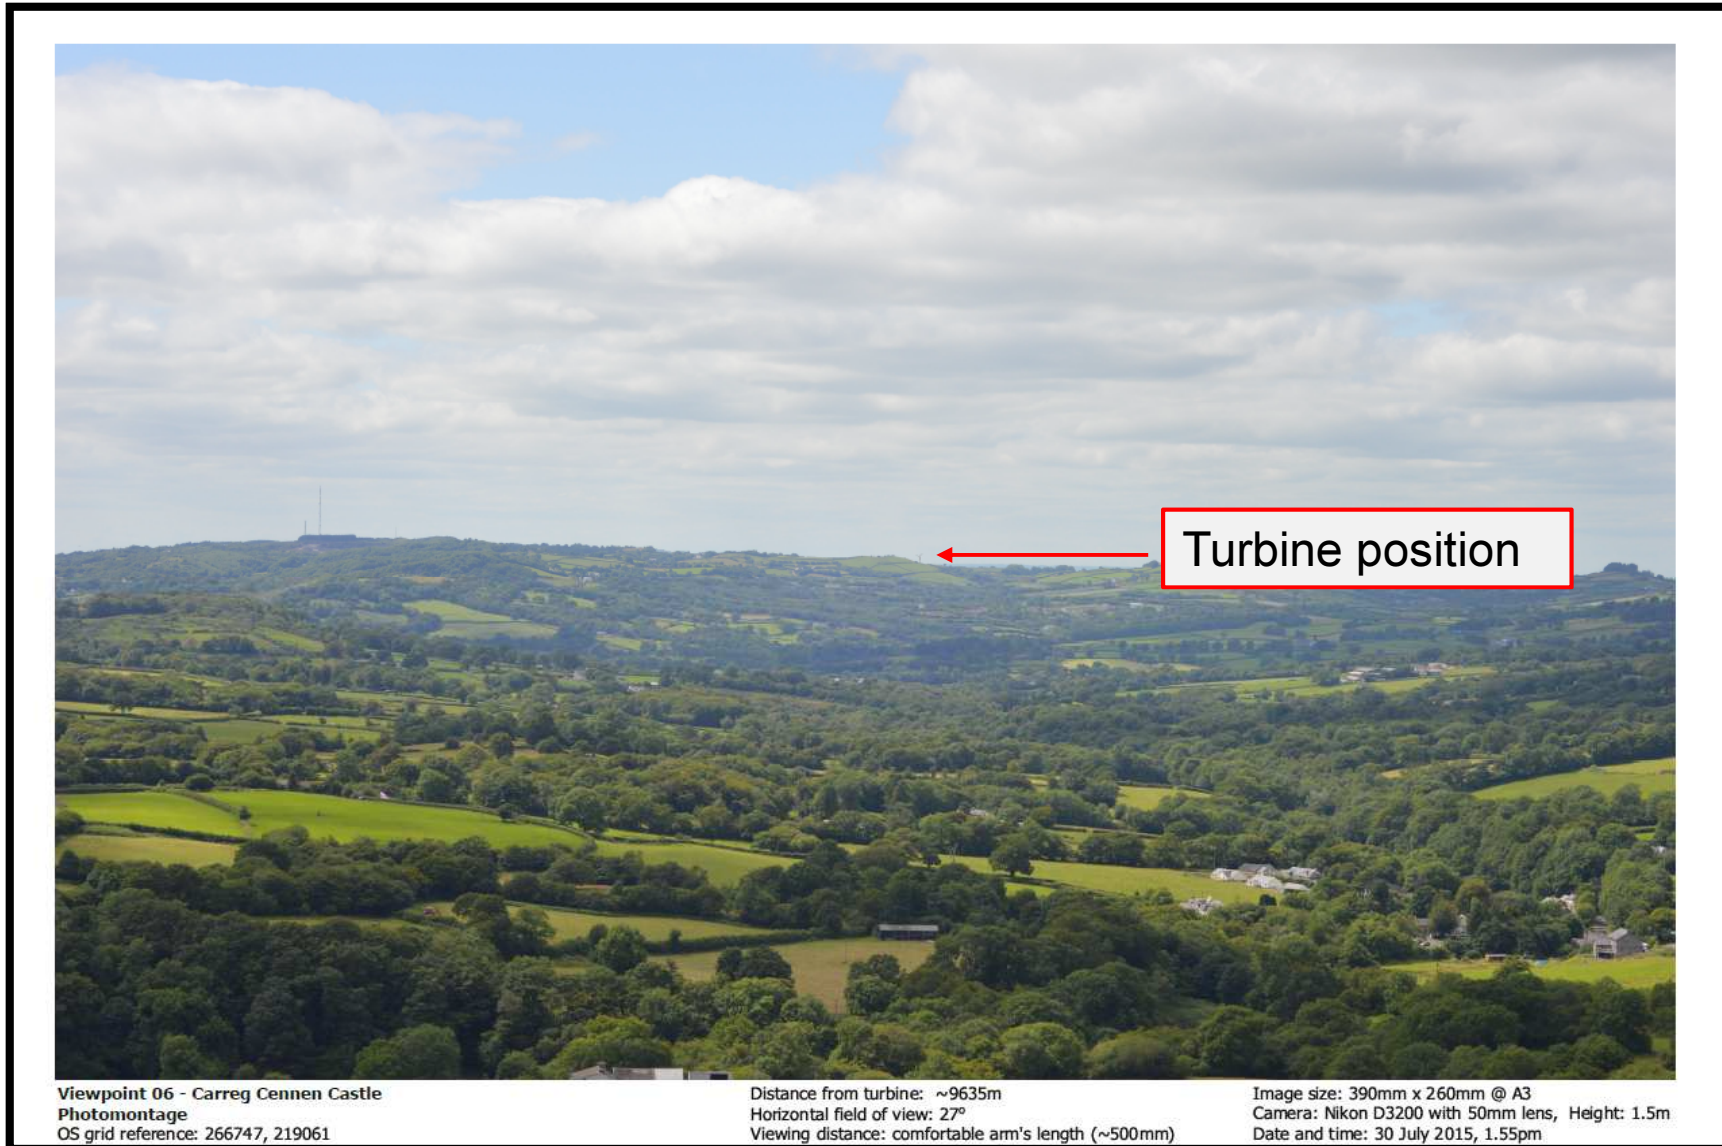 Turbine position
Viewpoint 06 - Carreg Cennen Castle
Photomontage
OS grid reference: 266747, 219061
Distance from turbine: ~9635m
Horizontal field of view: 27º
Viewing distance: comfortable arm's length (~500mm)
Image size: 390mm x 260mm @ A3
Camera: Nikon D3200 with 50mm lens, Height: 1.5m
Date and time: 30 July 2015, 1.55pm